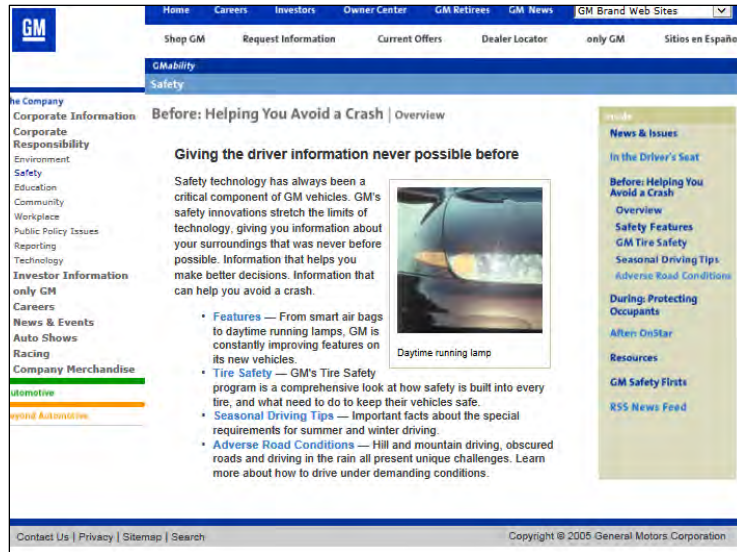 GM
Home Careers Investors Owner Center GM Retirees GM News GM Brand Web Sites
Shop GM Request Information Current Offers Dealer Locator only GM Sitios en Españo
GMability
Safety
he Company
Corporate Information
Corporate
Responsibility
Environment
Safety
Education
Community
Workplace
Public Policy Issues
Reporting
Technology
Investor Information
only GM
Careers
News & Events
Auto Shows
Racing
Company Merchandise
utomotive
eyond Automotive
Before: Helping You Avoid a Crash | Overview
Giving the driver information never possible before
Safety technology has always been a
critical component of GM vehicles. GM's
safety innovations stretch the limits of
technology, giving you information about
your surroundings that was never before
possible. Information that helps you
make better decisions. Information that
can help you avoid a crash.
Daytime running lamp
• Features — From smart air bags
to daytime running lamps, GM is
constantly improving features on
its new vehicles.
• Tire Safety — GM's Tire Safety
program is a comprehensive look at how safety is built into every
tire, and what need to do to keep their vehicles safe.
• Seasonal Driving Tips — Important facts about the special
requirements for summer and winter driving.
• Adverse Road Conditions — Hill and mountain driving, obscured
roads and driving in the rain all present unique challenges. Learn
more about how to drive under demanding conditions.
Inside
News & Issues
In the Driver's Seat
Before: Helping You
Avoid a Crash
Overview
Safety Features
GM Tire Safety
Seasonal Driving Tips
Adverse Road Conditions
During: Protecting
Occupants
After: OnStar
Resources
GM Safety Firsts
RSS News Feed
Contact Us | Privacy | Sitemap | Search
Copyright © 2005 General Motors Corporation